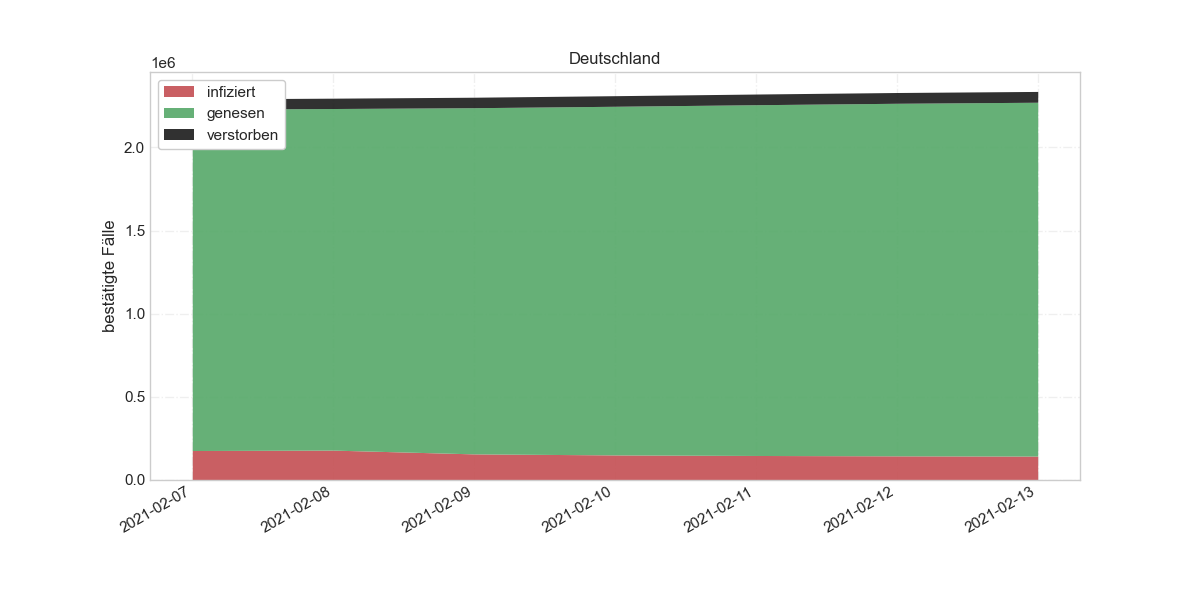 Deutschland
1e6
infiziert
genesen
verstorben
bestätigte Fälle
2.0
1.5
1.0
0.5
0.0
2021-02-07
2021-02-08
2021-02-09
2021-02-10
2021-02-11
2021-02-12
2021-02-13